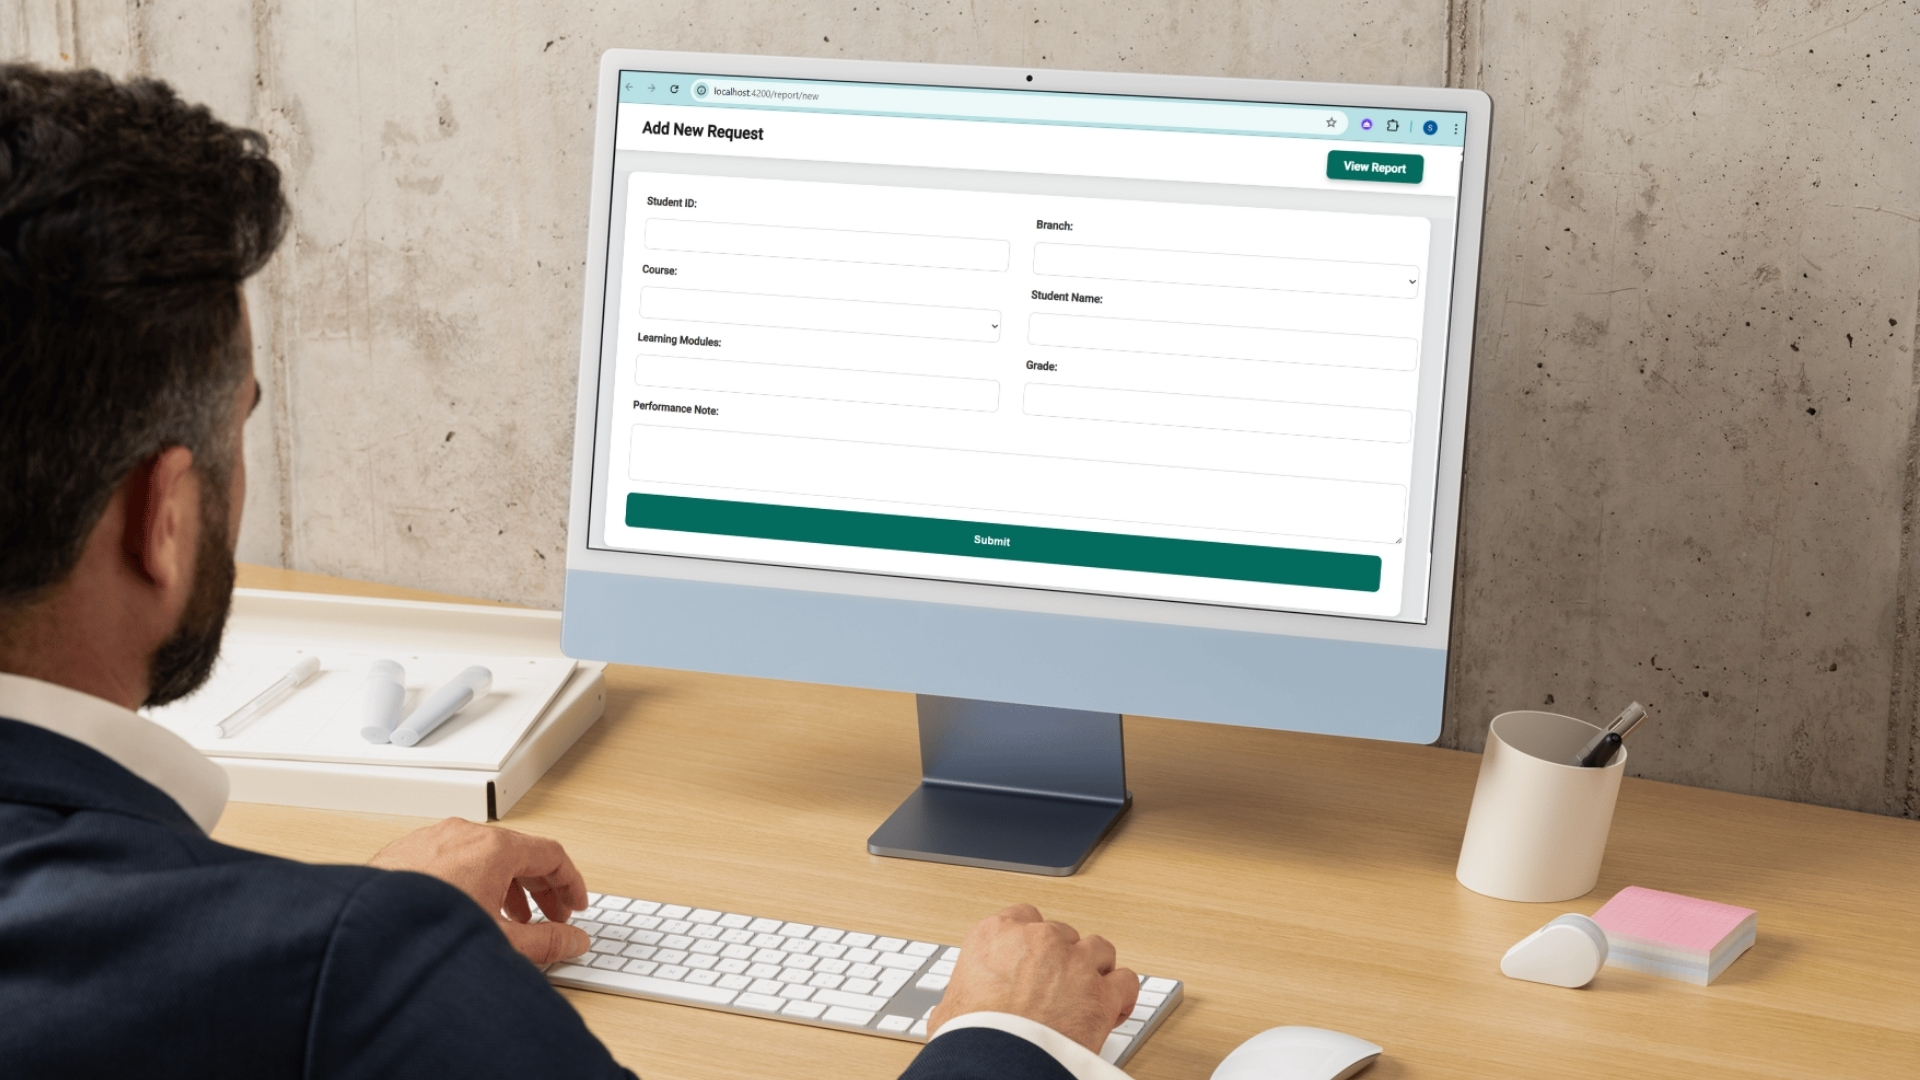 localhost:4200/report/new
S
Add New Request
View Report
Student ID:
Branch:
Course:
Student Name:
Learning Modules:
Grade:
Performance Note:
Submit